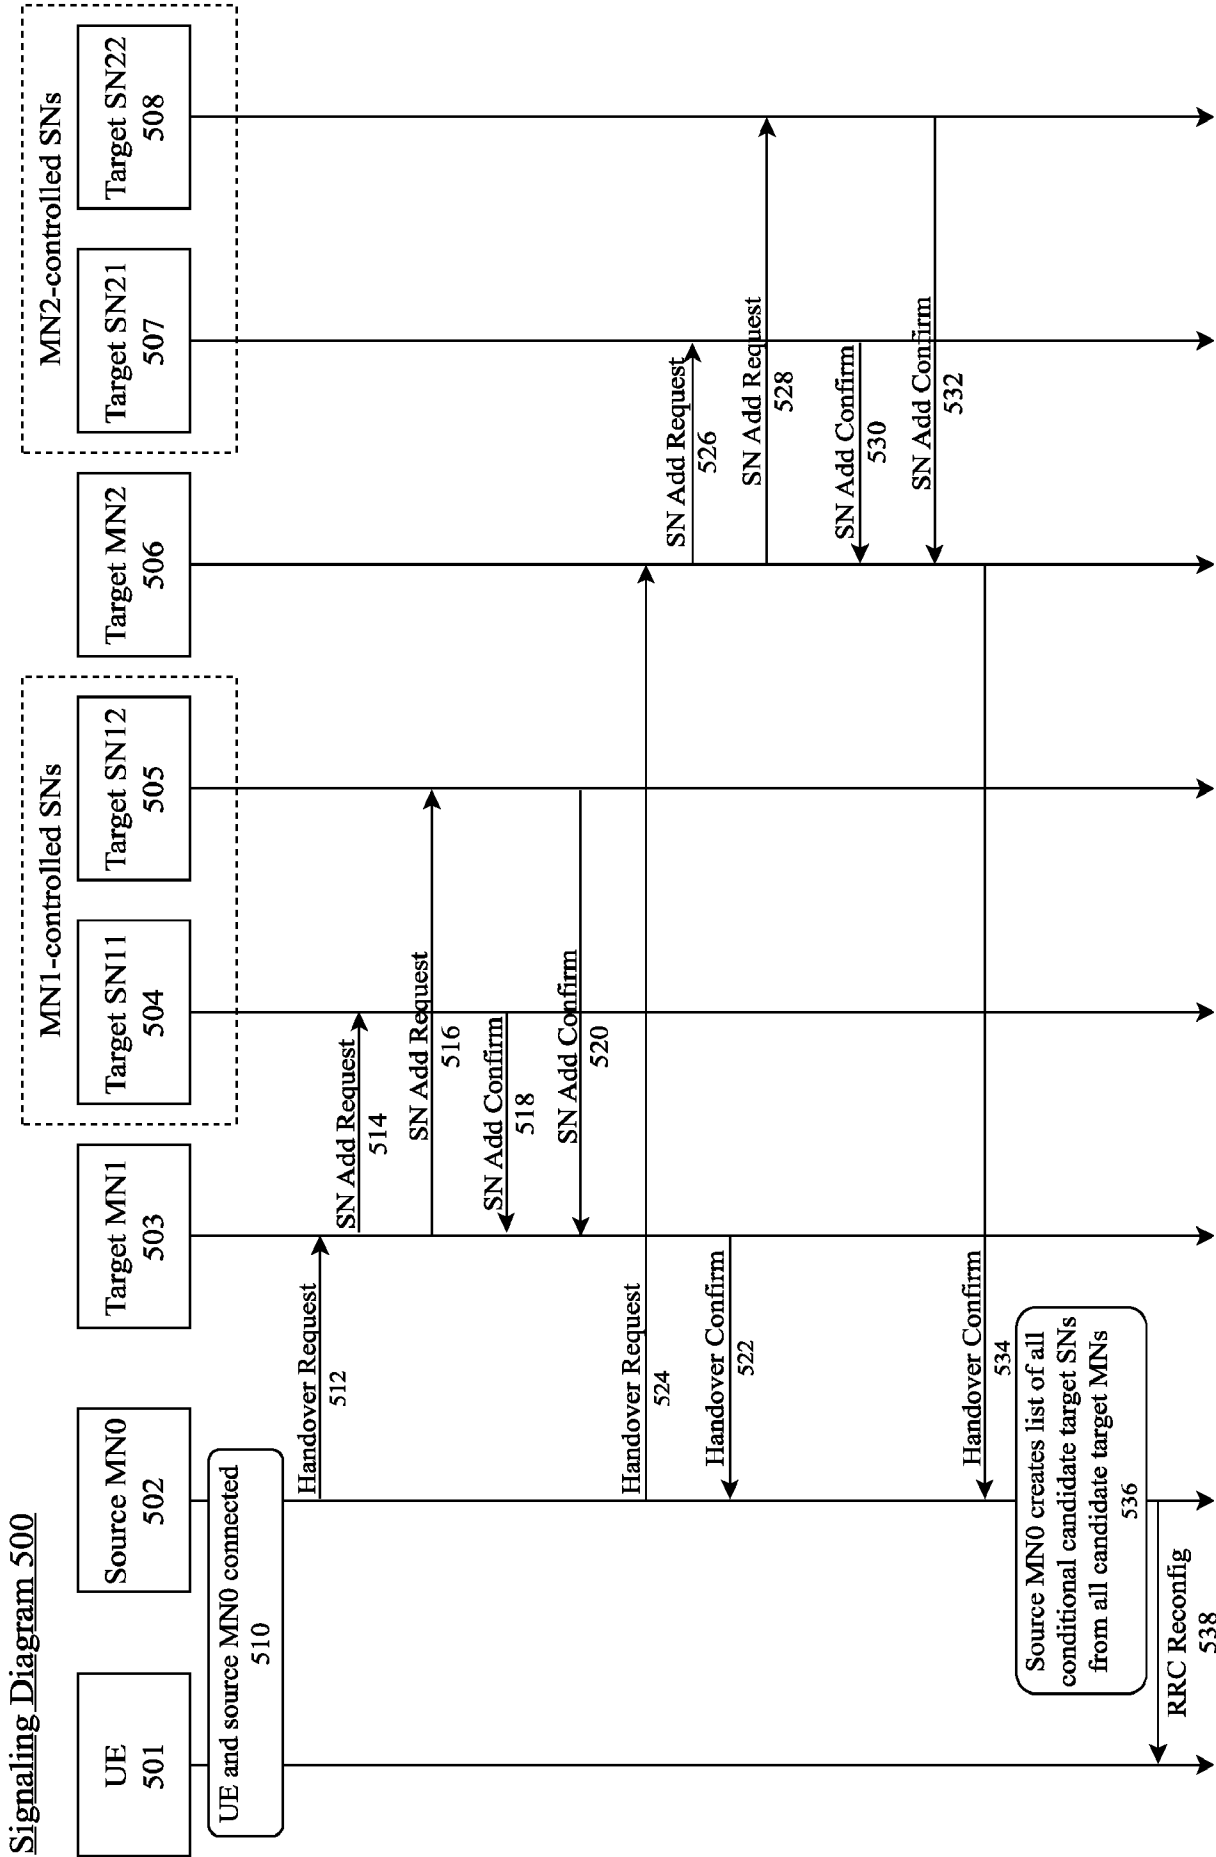 Signaling Diagram 500
MN1-controlled SNs
MN2-controlled SNs
UE
501
Source MN0
502
Target MN1
503
Target SN11
504
Target SN12
505
Target MN2
506
Target SN21
507
Target SN22
508
UE and source MN0 connected
510
Handover Request
512
SN Add Request
514
SN Add Request
516
SN Add Confirm
518
SN Add Confirm
520
Handover Request
524
SN Add Request
526
Handover Confirm
522
SN Add Request
528
SN Add Confirm
530
SN Add Confirm
532
Handover Confirm
534
Source MN0 creates list of all
conditional candidate target SNs
from all candidate target MNs
536
RRC Reconfig
538